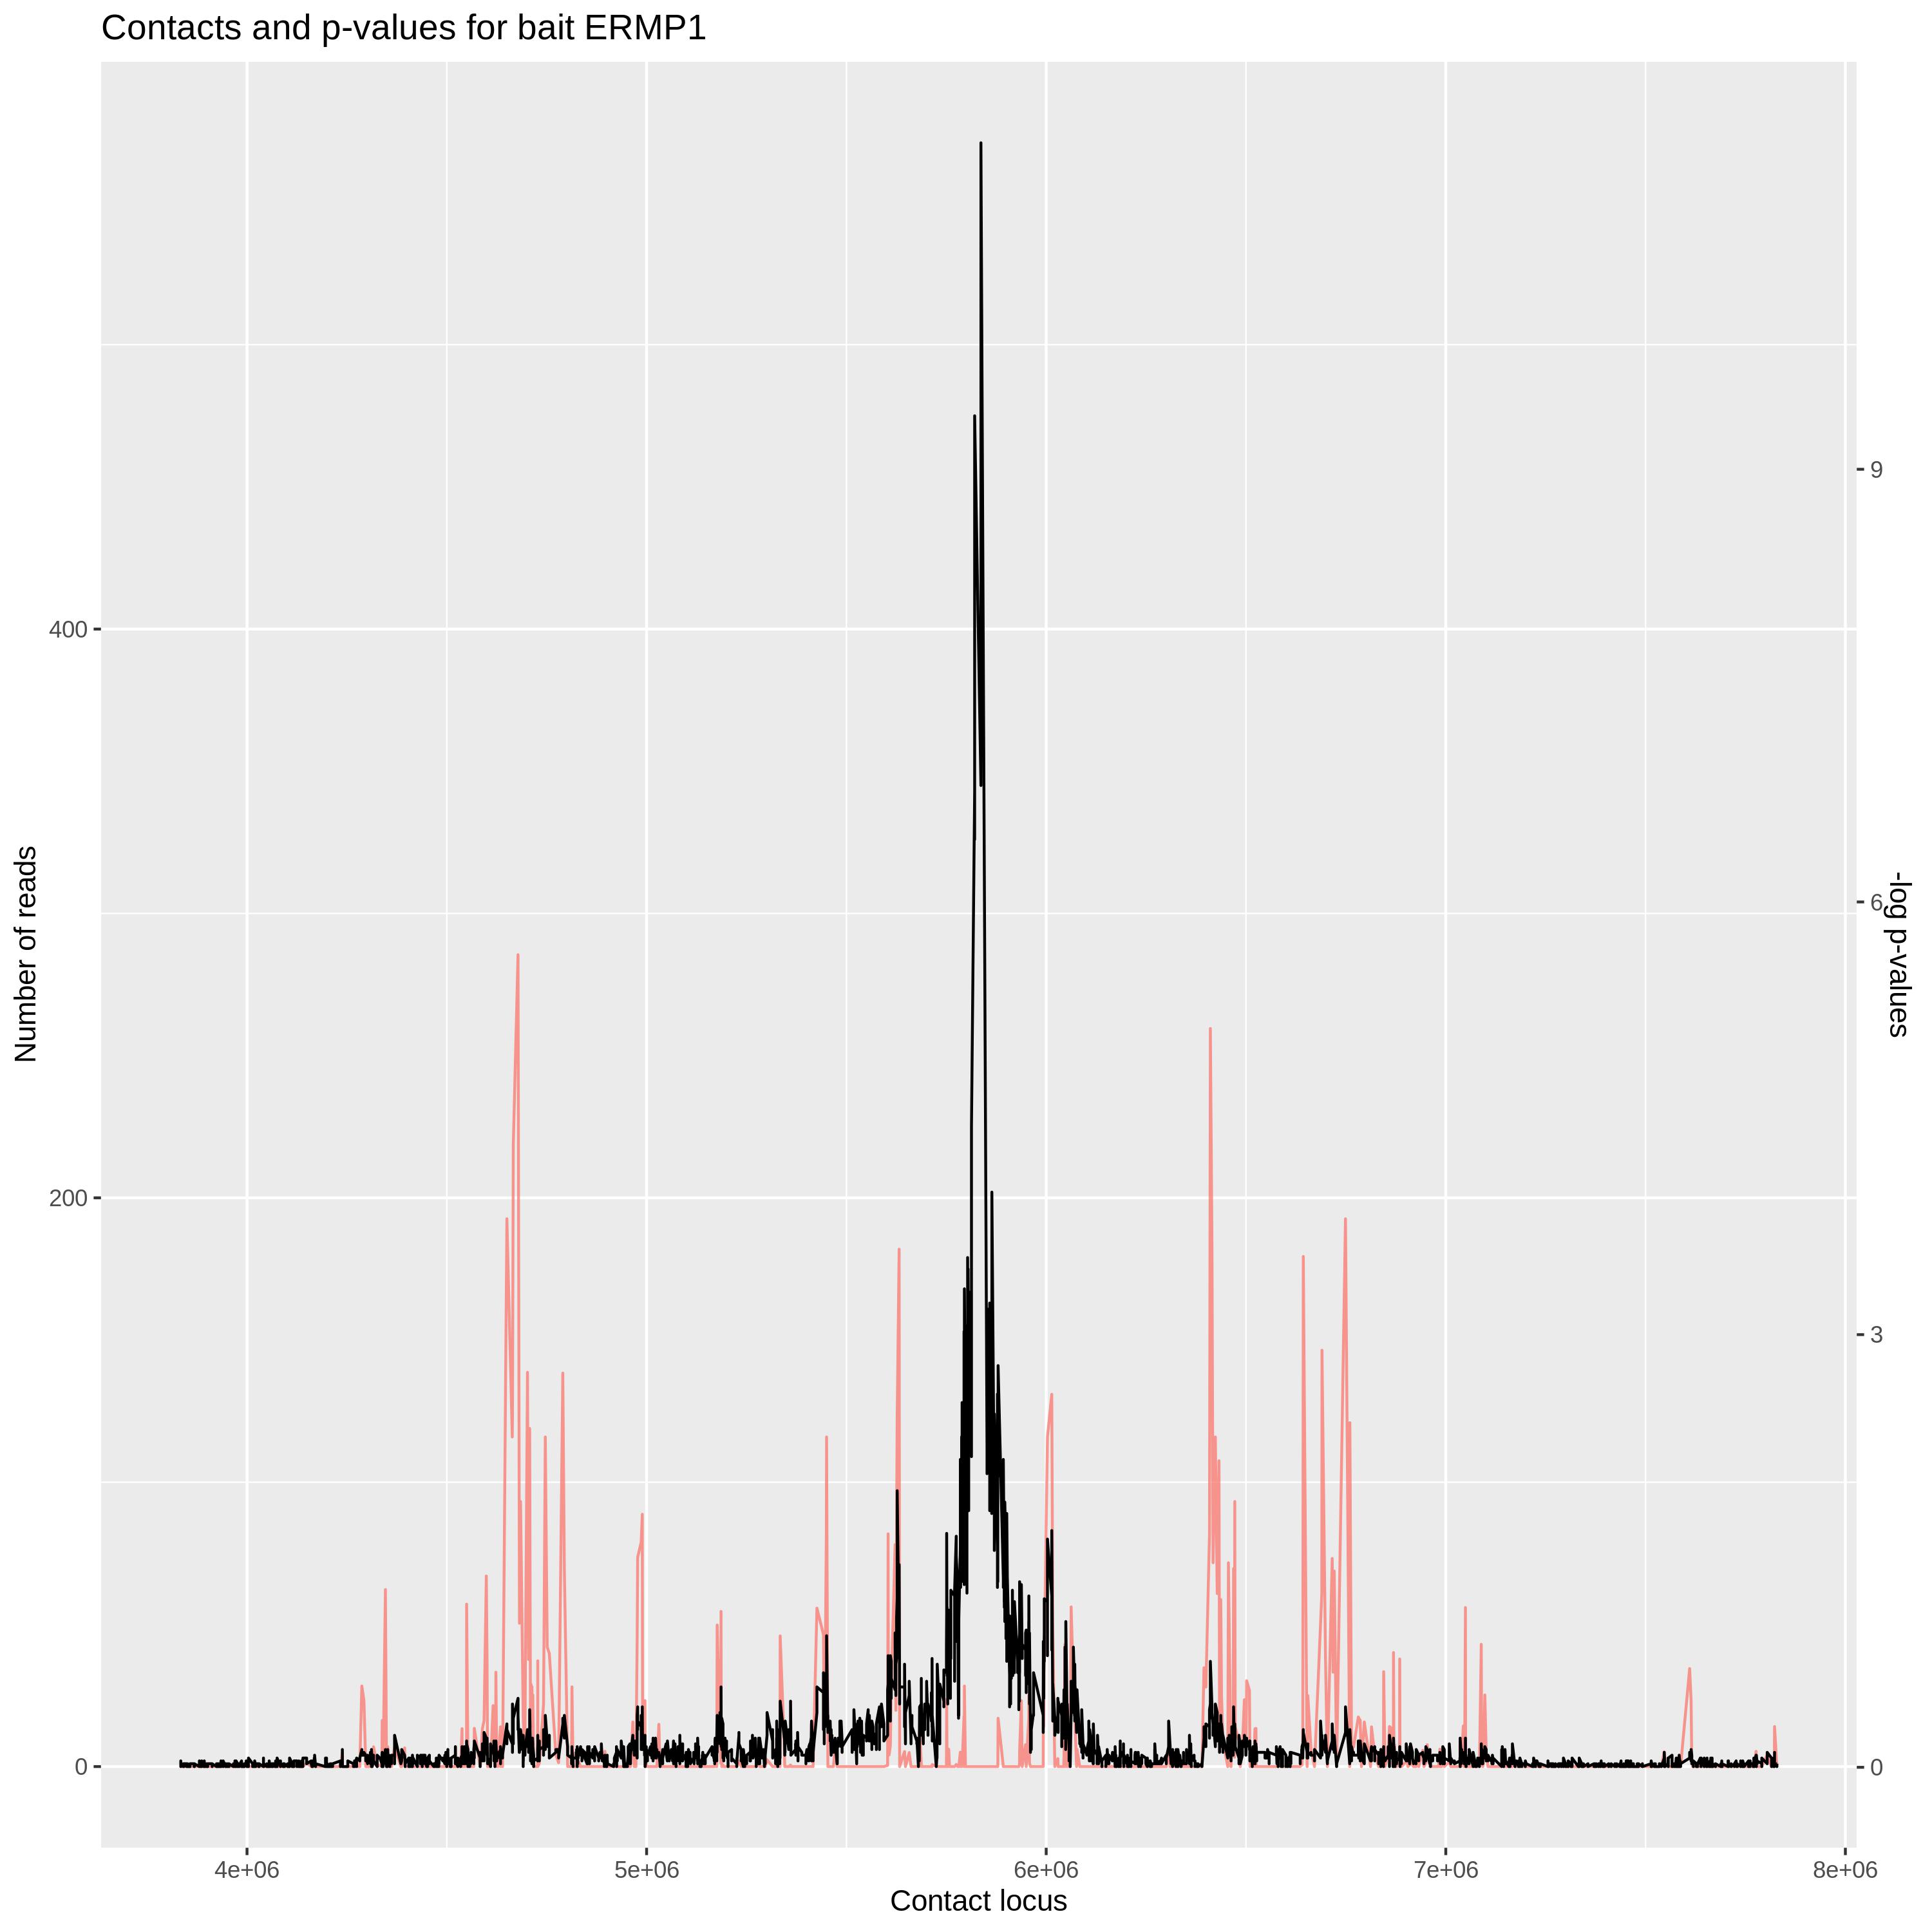 Contacts and p-values for bait ERMP1
Number of reads
400
200
0
9
6
3
0
-log p-values
4e+06
5e+06
6e+06
7e+06
8e+06
Contact locus